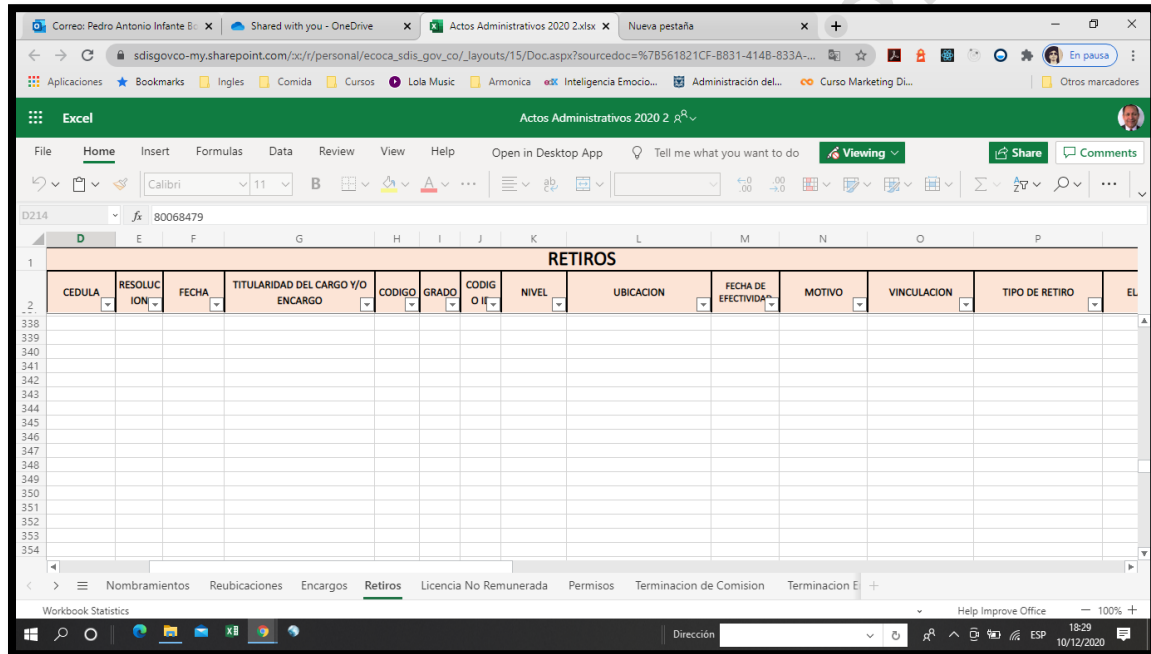 Correo: Pedro Antonio Infante Bo
Shared with you - OneDrive
Actos Administrativos 2020 2.xlsx
Nueva pestaña
sdisgovco-my.sharepoint.com/:x:/r/personal/ecoca_sdis_gov_co/_layouts/15/Doc.aspx?sourcedoc=%7B561821CF-B831-414B-833A-...
En pausa
Aplicaciones Bookmarks Ingles Comida Cursos Lola Music Armonica Inteligencia Emocio... Administración del... Curso Marketing Di... Otros marcadores
Excel Actos Administrativos 2020 2
File Home Insert Formulas Data Review View Help Open in Desktop App Tell me what you want to do Viewing Share Comments
Calibri 11 B
D214 fx 80068479
D E F G H I J K L M N O P
1 RETIROS
2 CEDULA RESOLUCION FECHA TITULARIDAD DEL CARGO Y/O ENCARGO CODIGO GRADO CODIGO NIVEL UBICACION FECHA DE EFECTIVIDAD MOTIVO VINCULACION TIPO DE RETIRO EL
338
339
340
341
342
343
344
345
346
347
348
349
350
351
352
353
354
Nombramientos Reubicaciones Encargos Retiros Licencia No Remunerada Permisos Terminacion de Comision Terminacion E
Workbook Statistics Help Improve Office 100%
Dirección ESP 18:29
10/12/2020